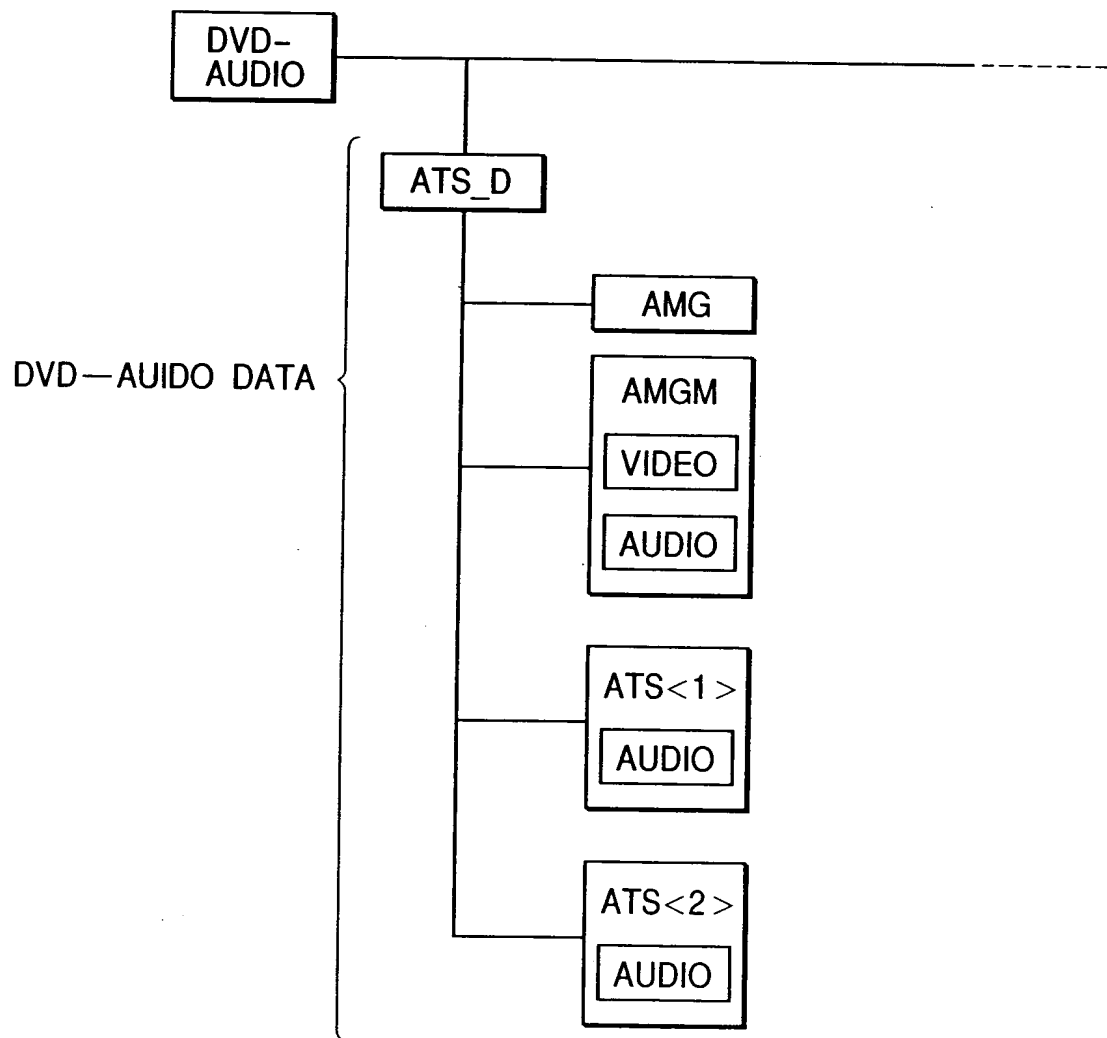 DVD-
AUDIO
ATS_D
AMG
DVD—AUIDO DATA
AMGM
VIDEO
AUDIO
ATS<1>
AUDIO
ATS<2>
AUDIO